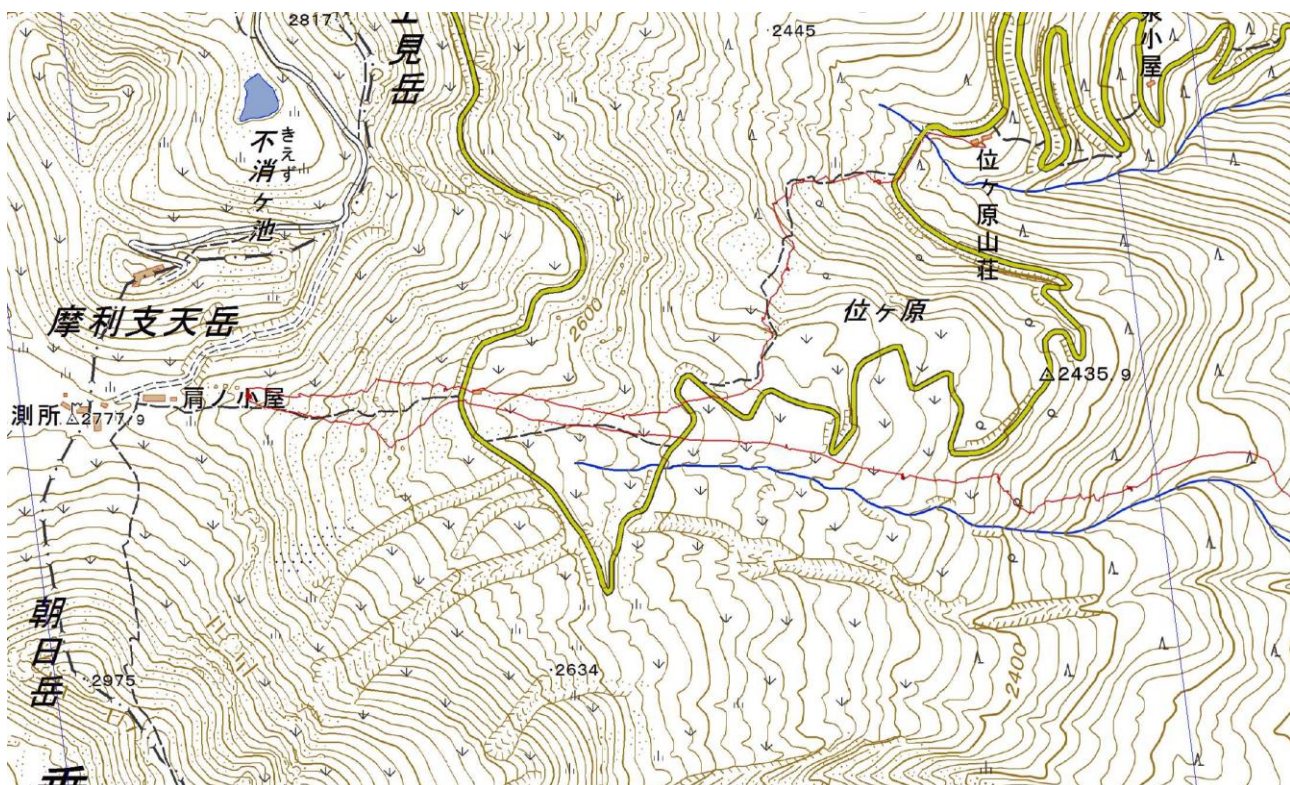 2817
見岳
2445
泉小屋
きえず
不消ヶ池
位ヶ原山荘
摩利支天岳
位ヶ原
2600
2435.9
肩ノ小屋
測所
2777.9
朝日岳
2975
2634
2400